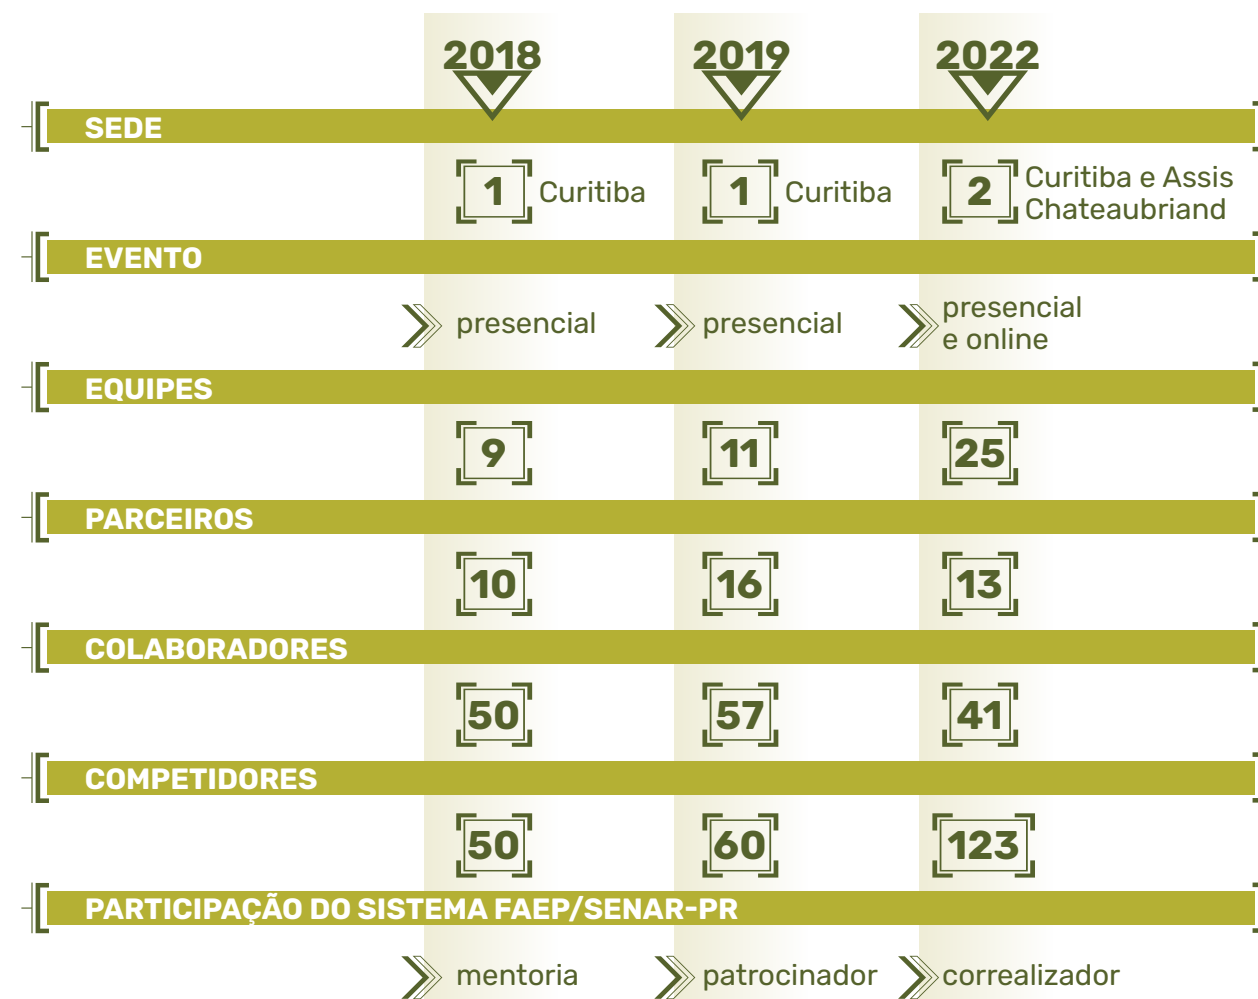 2018 2019 2022
SEDE
1 Curitiba 1 Curitiba 2 Curitiba e Assis
Chateaubriand
EVENTO
presencial presencial presencial
e online
EQUIPES
9 11 25
PARCEIROS
10 16 13
COLABORADORES
50 57 41
COMPETIDORES
50 60 123
PARTICIPAÇÃO DO SISTEMA FAEP/SENAR-PR
mentoria patrocinador correalizador